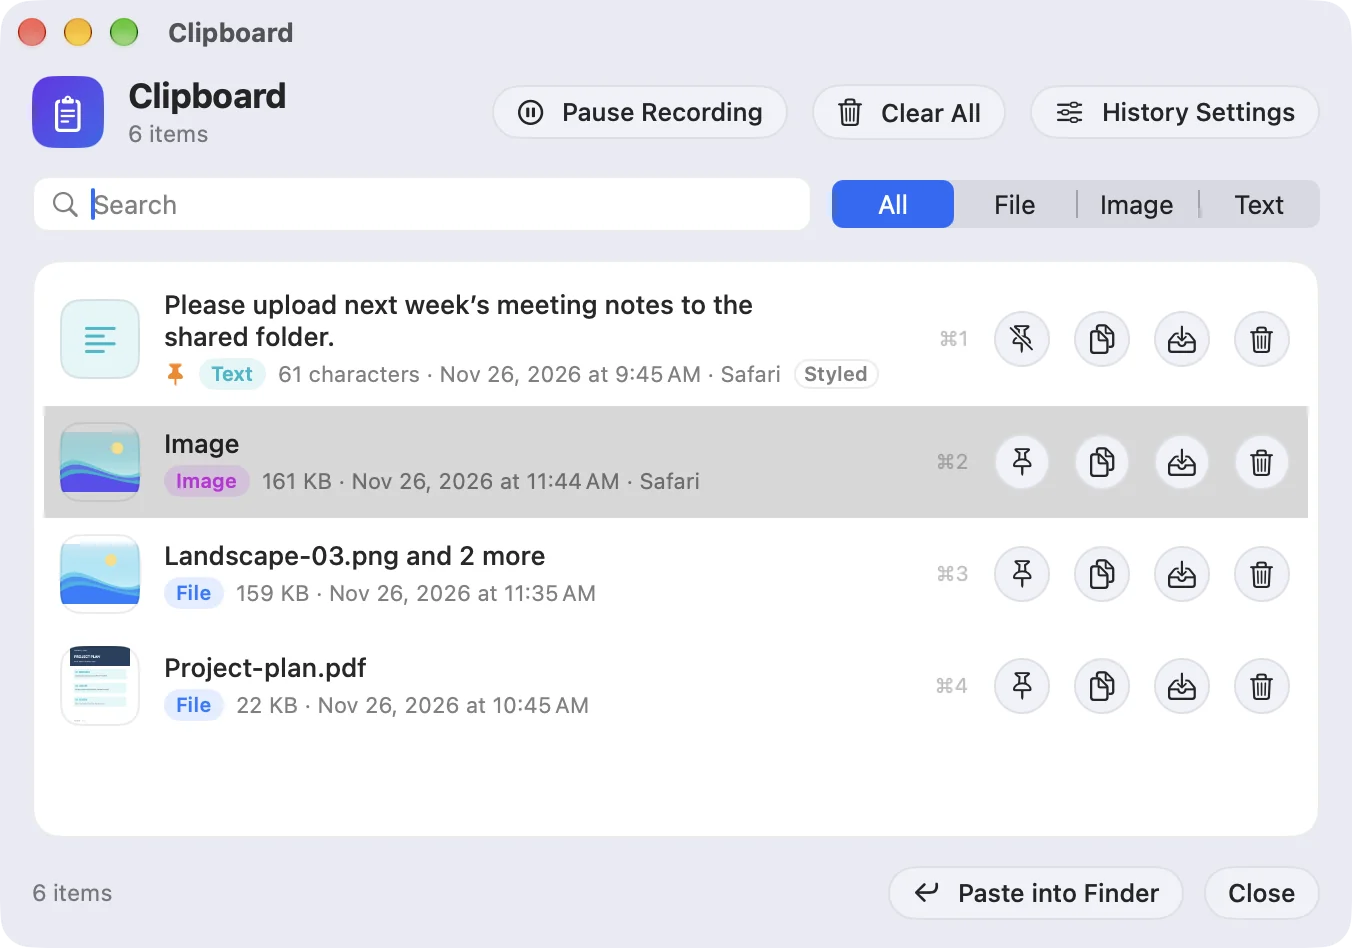 Clipboard
Clipboard
6 items
Pause Recording
Clear All
History Settings
Search
All
File
Image
Text
Please upload next week’s meeting notes to the
shared folder.
Text 61 characters · Nov 26, 2026 at 9:45 AM · Safari Styled
⌘1
Image
Image 161 KB · Nov 26, 2026 at 11:44 AM · Safari
⌘2
Landscape-03.png and 2 more
File 159 KB · Nov 26, 2026 at 11:35 AM
⌘3
PROJECT PLAN
Project-plan.pdf
File 22 KB · Nov 26, 2026 at 10:45 AM
⌘4
6 items
Paste into Finder
Close